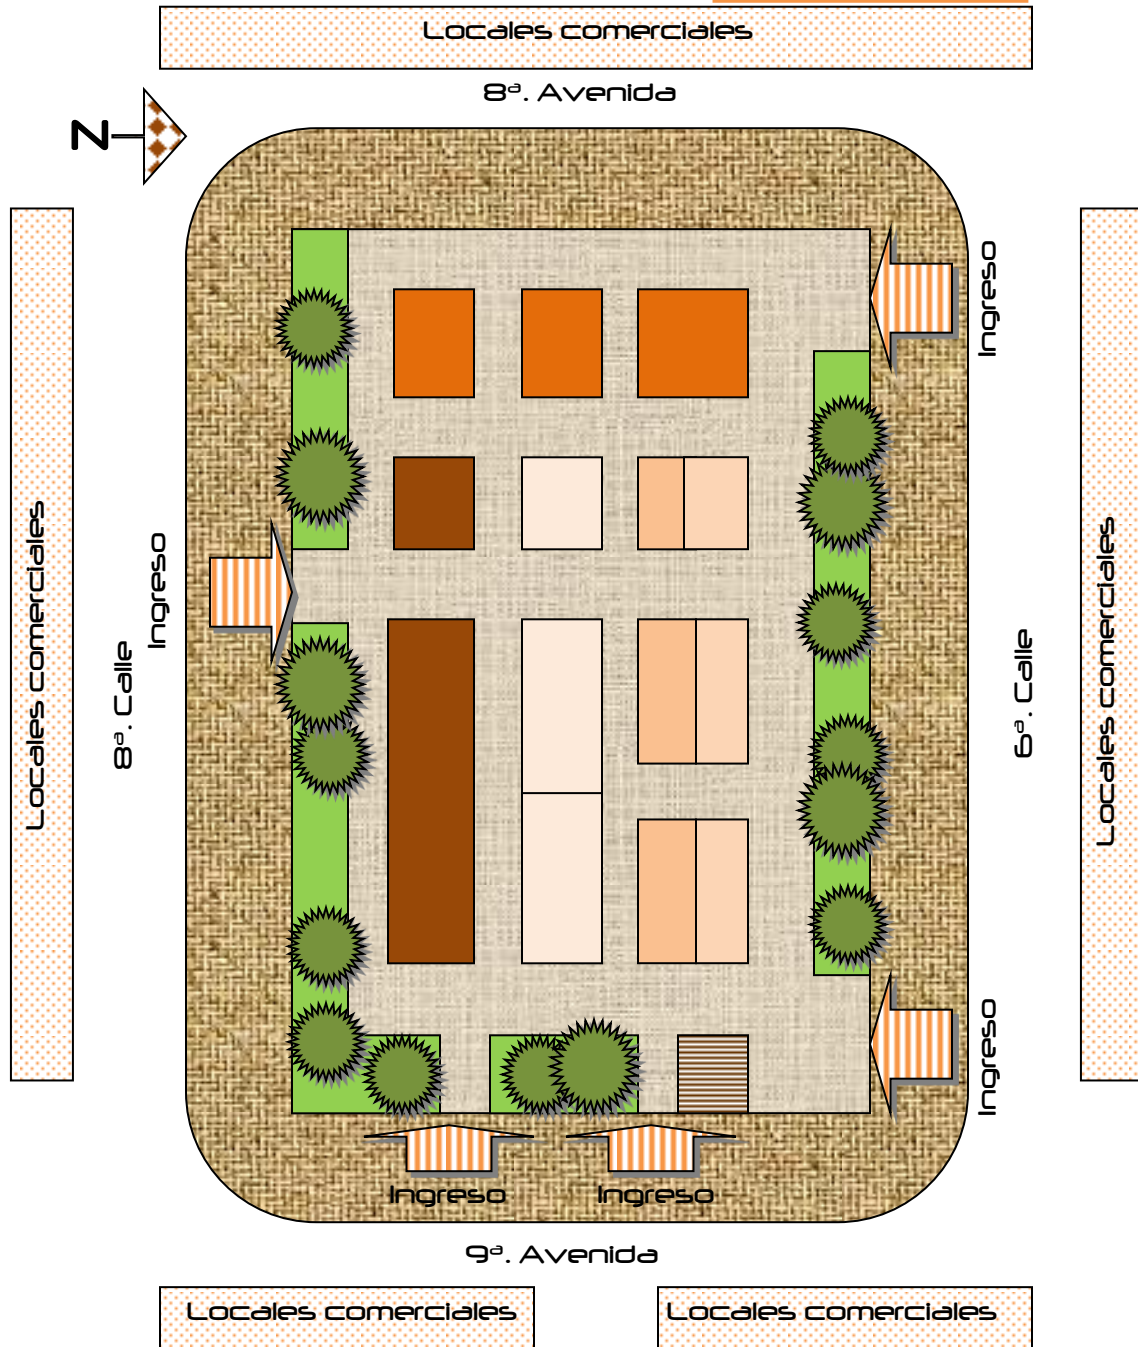 Locales comerciales
8ª. Avenida
N
Ingreso
Locales comerciales
8ª. Calle
Ingreso
6ª. Calle
Locales comerciales
Ingreso
Ingreso
Ingreso
9ª. Avenida
Locales comerciales
Locales comerciales